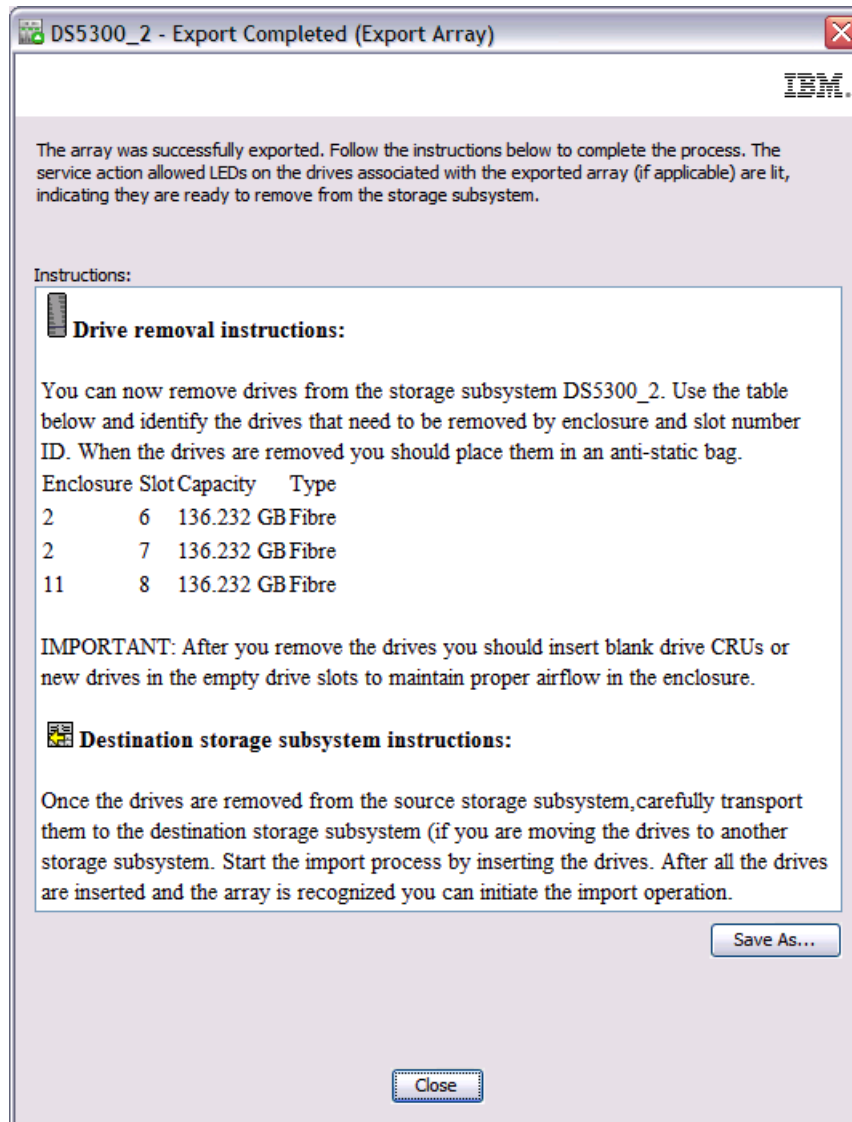 DS5300_2 - Export Completed (Export Array)
IBM.
The array was successfully exported. Follow the instructions below to complete the process. The
service action allowed LEDs on the drives associated with the exported array (if applicable) are lit,
indicating they are ready to remove from the storage subsystem.
Instructions:
Drive removal instructions:
You can now remove drives from the storage subsystem DS5300_2. Use the table
below and identify the drives that need to be removed by enclosure and slot number
ID. When the drives are removed you should place them in an anti-static bag.
Enclosure Slot Capacity Type
2 6 136.232 GB Fibre
2 7 136.232 GB Fibre
11 8 136.232 GB Fibre
IMPORTANT: After you remove the drives you should insert blank drive CRUs or
new drives in the empty drive slots to maintain proper airflow in the enclosure.
Destination storage subsystem instructions:
Once the drives are removed from the source storage subsystem,carefully transport
them to the destination storage subsystem (if you are moving the drives to another
storage subsystem. Start the import process by inserting the drives. After all the drives
are inserted and the array is recognized you can initiate the import operation.
Save As...
Close